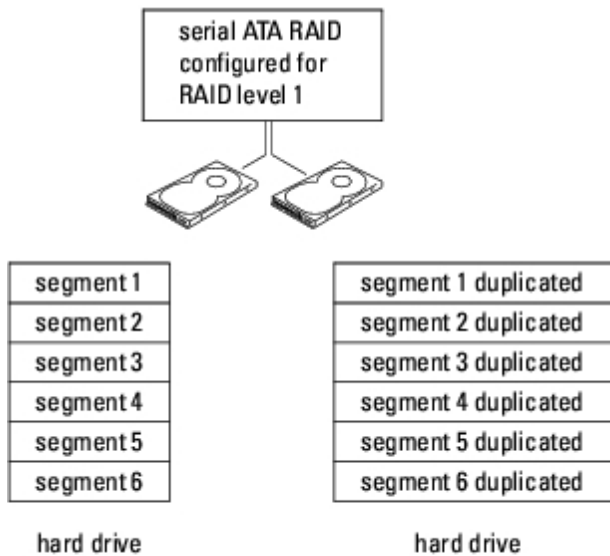 serial ATA RAID
configured for
RAID level 1
segment 1
segment 2
segment 3
segment 4
segment 5
segment 6
hard drive
segment 1 duplicated
segment 2 duplicated
segment 3 duplicated
segment 4 duplicated
segment 5 duplicated
segment 6 duplicated
hard drive